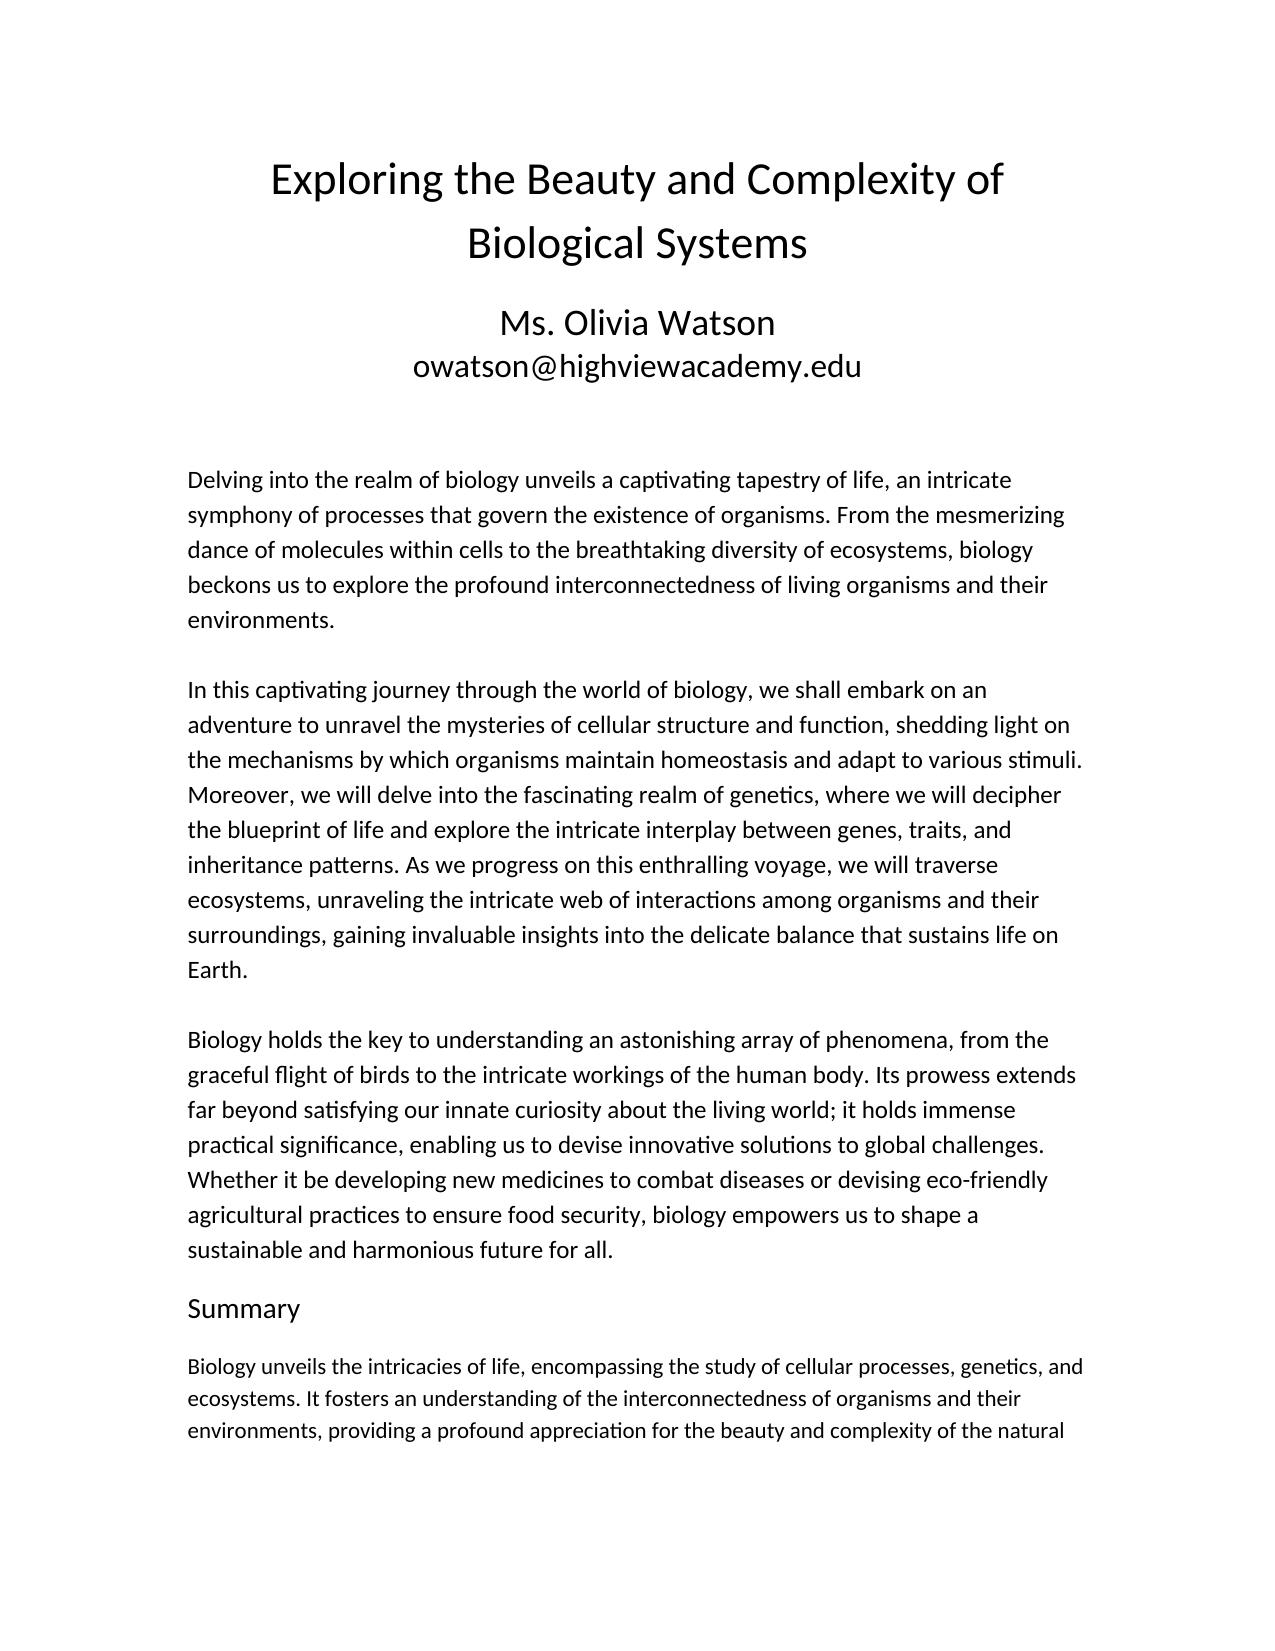 Exploring the Beauty and Complexity of
Biological Systems
Ms. Olivia Watson
owatson@highviewacademy.edu
Delving into the realm of biology unveils a captivating tapestry of life, an intricate
symphony of processes that govern the existence of organisms. From the mesmerizing
dance of molecules within cells to the breathtaking diversity of ecosystems, biology
beckons us to explore the profound interconnectedness of living organisms and their
environments.
In this captivating journey through the world of biology, we shall embark on an
adventure to unravel the mysteries of cellular structure and function, shedding light on
the mechanisms by which organisms maintain homeostasis and adapt to various stimuli.
Moreover, we will delve into the fascinating realm of genetics, where we will decipher
the blueprint of life and explore the intricate interplay between genes, traits, and
inheritance patterns. As we progress on this enthralling voyage, we will traverse
ecosystems, unraveling the intricate web of interactions among organisms and their
surroundings, gaining invaluable insights into the delicate balance that sustains life on
Earth.
Biology holds the key to understanding an astonishing array of phenomena, from the
graceful flight of birds to the intricate workings of the human body. Its prowess extends
far beyond satisfying our innate curiosity about the living world; it holds immense
practical significance, enabling us to devise innovative solutions to global challenges.
Whether it be developing new medicines to combat diseases or devising eco-friendly
agricultural practices to ensure food security, biology empowers us to shape a
sustainable and harmonious future for all.
Summary
Biology unveils the intricacies of life, encompassing the study of cellular processes, genetics, and
ecosystems. It fosters an understanding of the interconnectedness of organisms and their
environments, providing a profound appreciation for the beauty and complexity of the natural